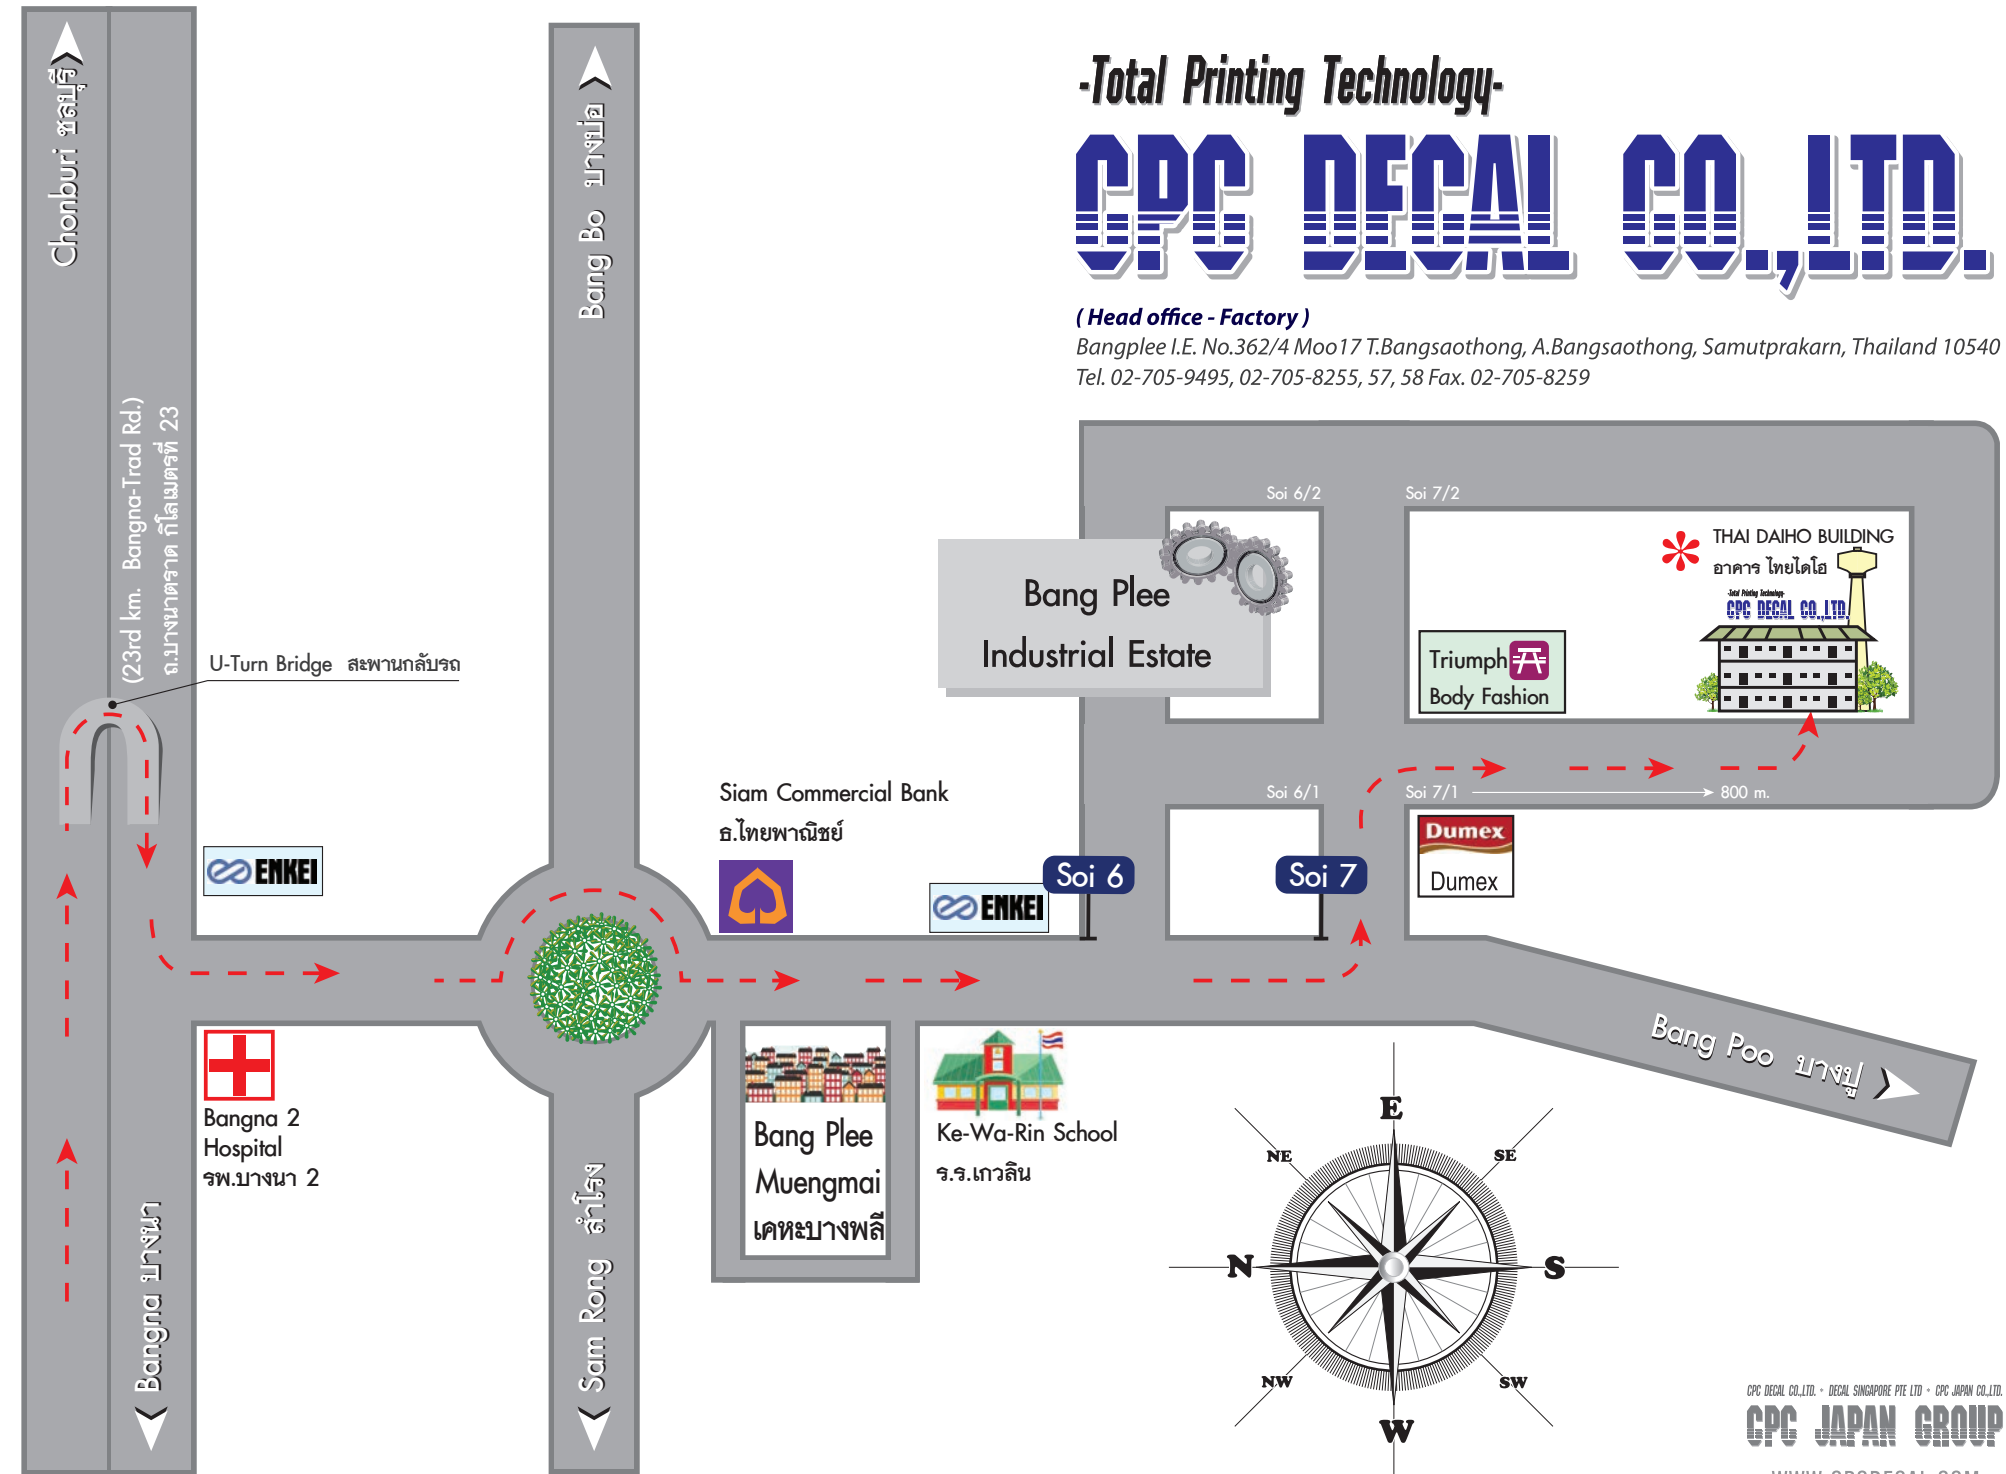 -Total Printing Technology-
CPC DECAL CO.,LTD.
( Head office - Factory )
Bangplee I.E. No.362/4 Moo17 T.Bangsaothong, A.Bangsaothong, Samutprakarn, Thailand 10540
Tel. 02-705-9495, 02-705-8255, 57, 58 Fax. 02-705-8259
Chonburi ชลบุรี
Bang Bo บางบ่อ
(23rd km. Bangna-Trad Rd.)
ถ.บางนาตราด กิโลเมตรที่ 23
U-Turn Bridge สะพานกลับรถ
Soi 6/2
Soi 7/2
Bang Plee
Industrial Estate
THAI DAIHO BUILDING
อาคาร ไทยไดโฮ
-Total Printing Technology-
CPC DECAL CO.,LTD.
Triumph
Body Fashion
Siam Commercial Bank
ธ.ไทยพาณิชย์
Soi 6/1
Soi 7/1
800 m.
Dumex
Dumex
ENKEI
ENKEI
Soi 6
Soi 7
Bang Poo บางปู
Bangna 2
Hospital
รพ.บางนา 2
Bang Plee
Muengmai
เคหะบางพลี
Ke-Wa-Rin School
ร.ร.เกวลิน
Bangna บางนา
Sam Rong สำโรง
E
NE
SE
N
S
NW
SW
W
CPC DECAL CO.,LTD. • DECAL SINGAPORE PTE LTD • CPC JAPAN CO.,LTD.
CPC JAPAN GROUP
WWW.CPCDECAL.COM